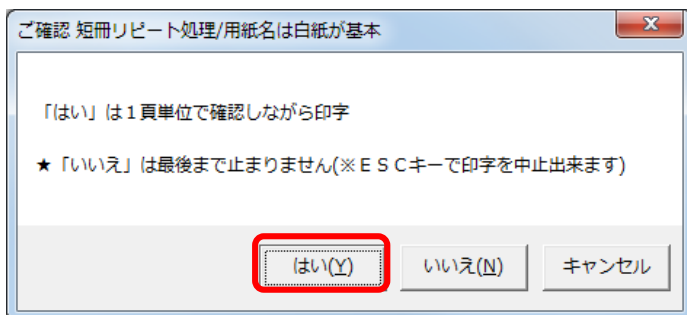 ご確認 短冊リピート処理/用紙名は白紙が基本
「はい」は１頁単位で確認しながら印字
★「いいえ」は最後まで止まりません(※ＥＳＣキーで印字を中止出来ます)
はい(Y) いいえ(N) キャンセル